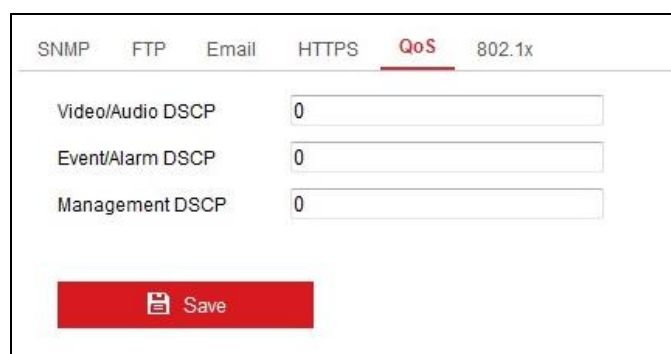 SNMP FTP Email HTTPS QoS 802.1x
Video/Audio DSCP 0
Event/Alarm DSCP 0
Management DSCP 0
Save